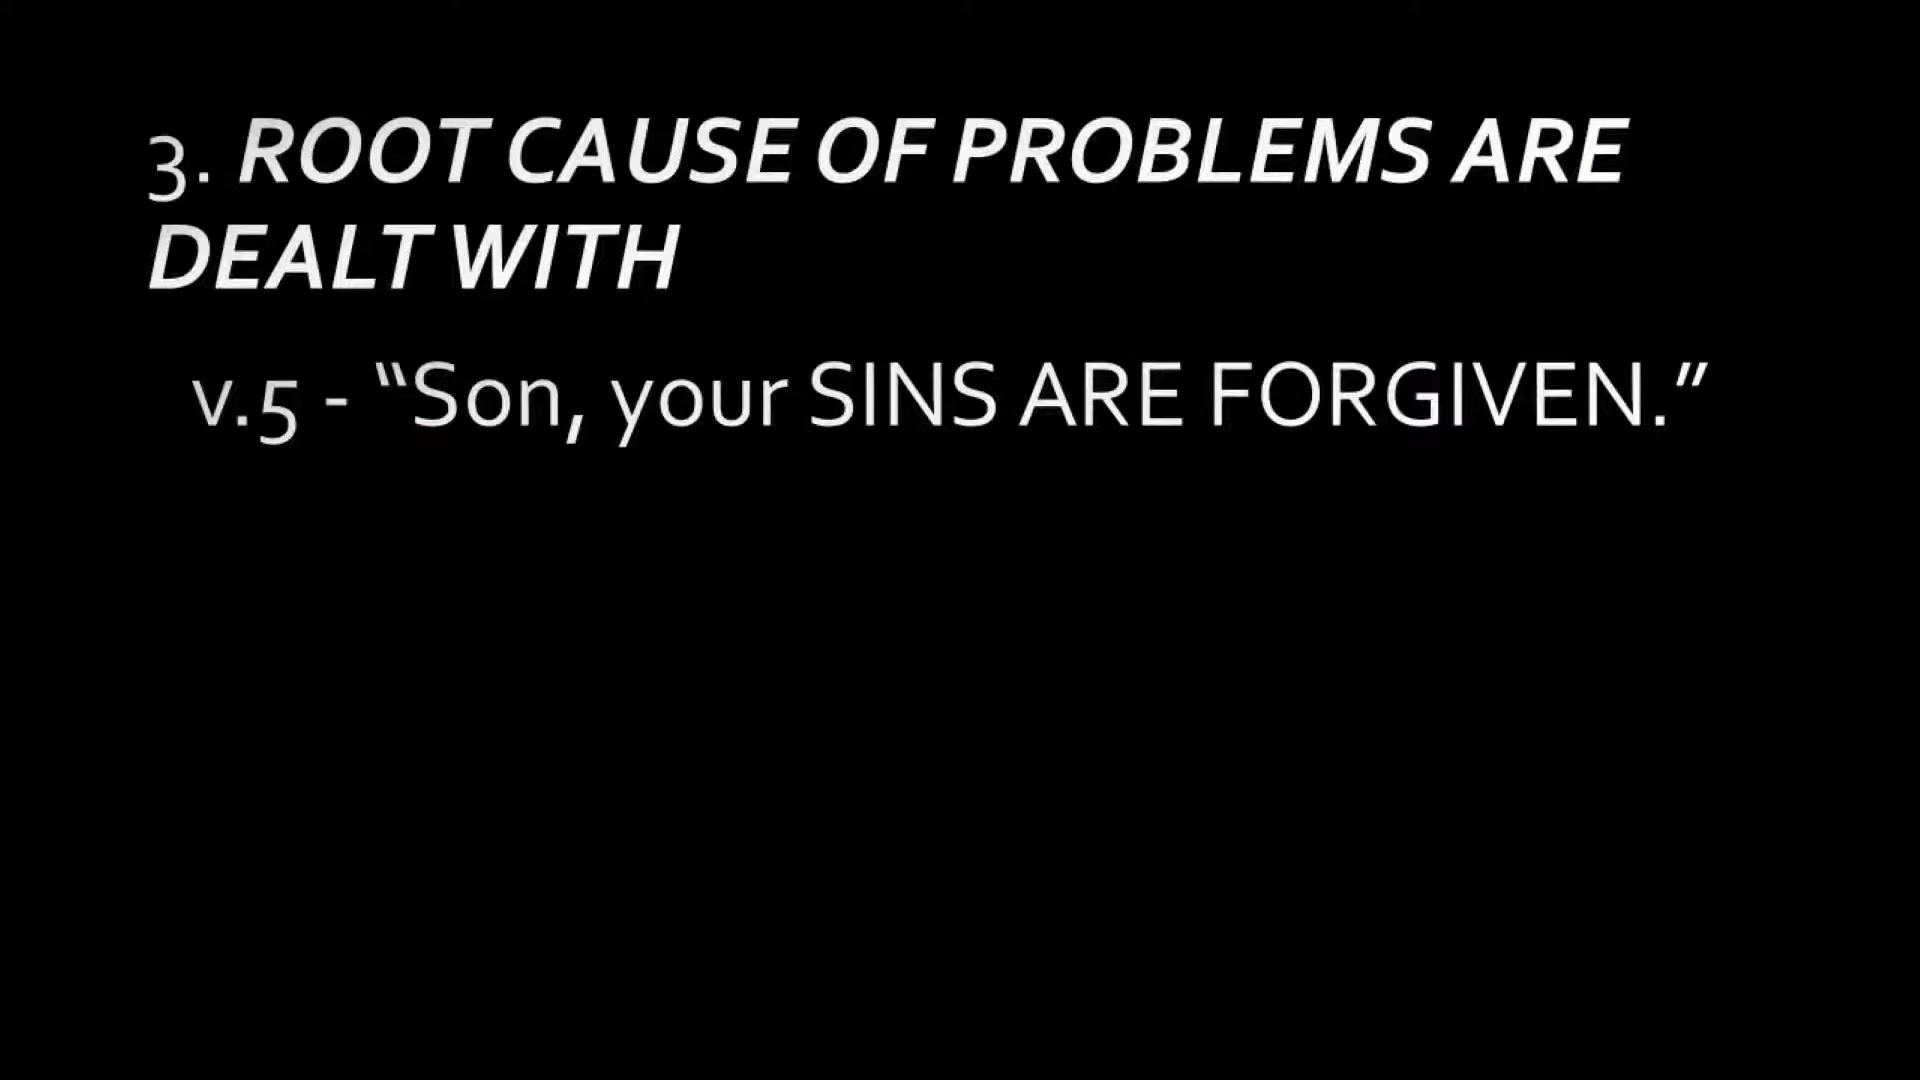 3. ROOT CAUSE OF PROBLEMS ARE
DEALT WITH
v.5 - “Son, your SINS ARE FORGIVEN.”